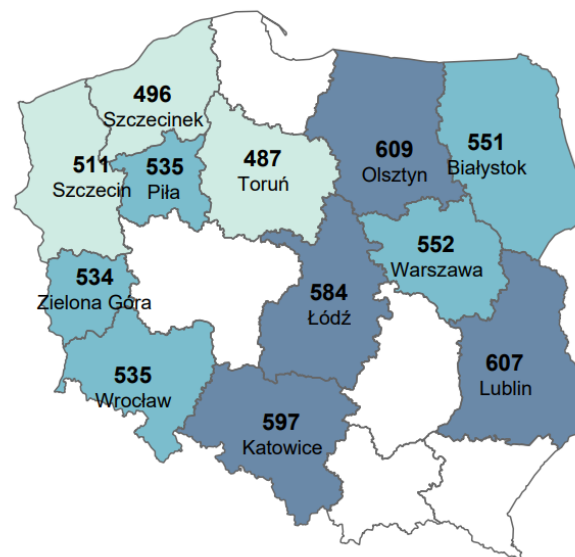 496
Szczecinek
511
Szczecin
535
Piła
487
Toruń
609
Olsztyn
551
Białystok
534
Zielona Góra
552
Warszawa
584
Łódź
535
Wrocław
597
Katowice
607
Lublin